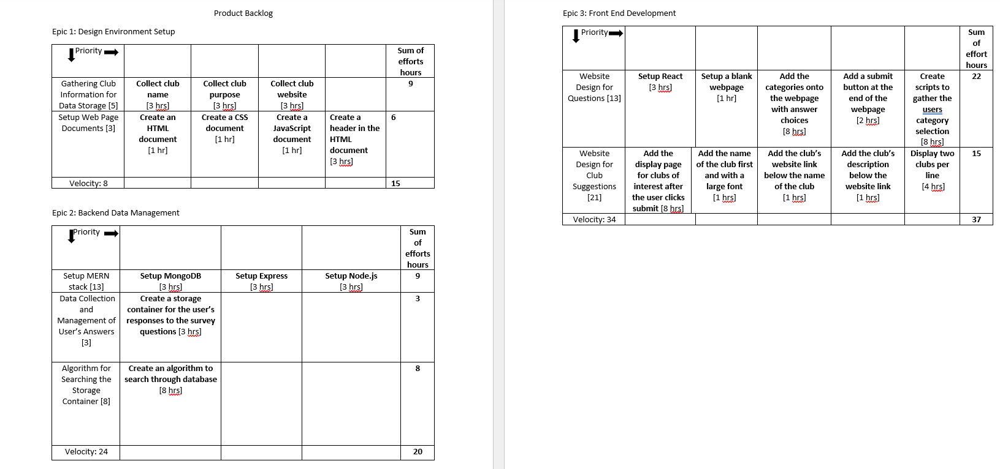 Product Backlog
Epic 1: Design Environment Setup
Priority
Sum of
efforts
hours
Gathering Club
Information for
Data Storage [5]
Collect club
name
[3 hrs]
Collect club
purpose
[3 hrs]
Collect club
website
[3 hrs]
9
Setup Web Page
Documents [3]
Create an
HTML
document
[1 hr]
Create a CSS
document
[1 hr]
Create a
JavaScript
document
[1 hr]
Create a
header in the
HTML
document
[3 hrs]
6
Velocity: 8
15
Epic 2: Backend Data Management
Priority
Sum
of
efforts
hours
Setup MERN
stack [13]
Setup MongoDB
[3 hrs]
Setup Express
[3 hrs]
Setup Node.js
[3 hrs]
9
Data Collection
and
Management of
User’s Answers
[3]
Create a storage
container for the user’s
responses to the survey
questions [3 hrs]
3
Algorithm for
Searching the
Storage
Container [8]
Create an algorithm to
search through database
[8 hrs]
8
Velocity: 24
20
Epic 3: Front End Development
Priority
Sum
of
effort
hours
Website
Design for
Questions [13]
Setup React
[3 hrs]
Setup a blank
webpage
[1 hr]
Add the
categories onto
the webpage
with answer
choices
[8 hrs]
Add a submit
button at the
end of the
webpage
[2 hrs]
Create
scripts to
gather the
users
category
selection
[8 hrs]
22
Website
Design for
Club
Suggestions
[21]
Add the
display page
for clubs of
interest after
the user clicks
submit [8 hrs]
Add the name
of the club first
and with a
large font
[1 hrs]
Add the club’s
website link
below the name
of the club
[1 hrs]
Add the club’s
description
below the
website link
[1 hrs]
Display two
clubs per
line
[4 hrs]
15
Velocity: 34
37